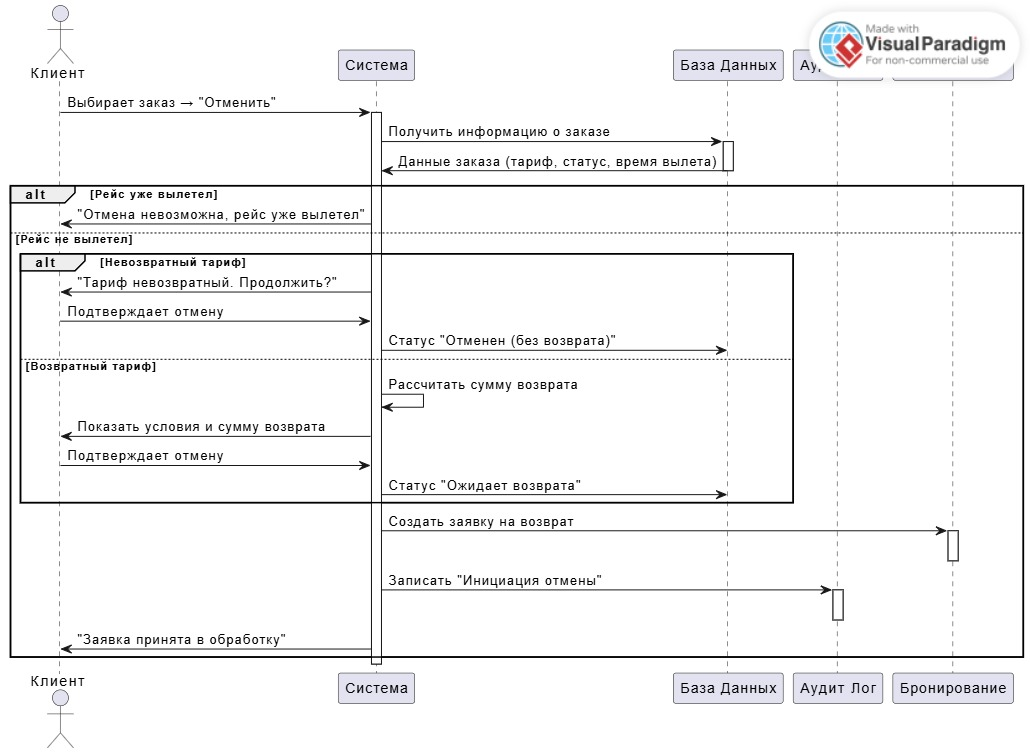 Клиент
Система
База Данных
Made with
VisualParadigm
For non-commercial use
Выбирает заказ → "Отменить"
Получить информацию о заказе
Данные заказа (тариф, статус, время вылета)
alt [Рейс уже вылетел]
"Отмена невозможна, рейс уже вылетел"
[Рейс не вылетел]
alt [Невозвратный тариф]
"Тариф невозвратный. Продолжить?"
Подтверждает отмену
Статус "Отменен (без возврата)"
[Возвратный тариф]
Рассчитать сумму возврата
Показать условия и сумму возврата
Подтверждает отмену
Статус "Ожидает возврата"
Создать заявку на возврат
Записать "Инициация отмены"
"Заявка принята в обработку"
Клиент
Система
База Данных
Аудит Лог
Бронирование